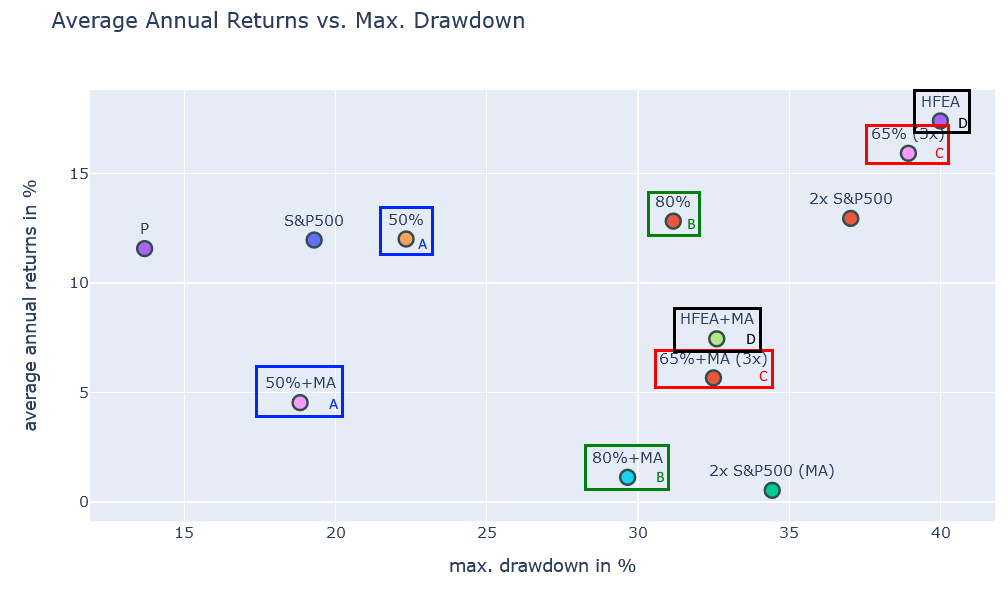 Average Annual Returns vs. Max. Drawdown
HFEA
D
65% (3x)
C
15
80%
B
2x S&P500
50%
A
S&P500
P
10
HFEA+MA
D
65%+MA (3x)
C
5
50%+MA
A
80%+MA
B
2x S&P500 (MA)
0
15 20 25 30 35 40
max. drawdown in %
average annual returns in %